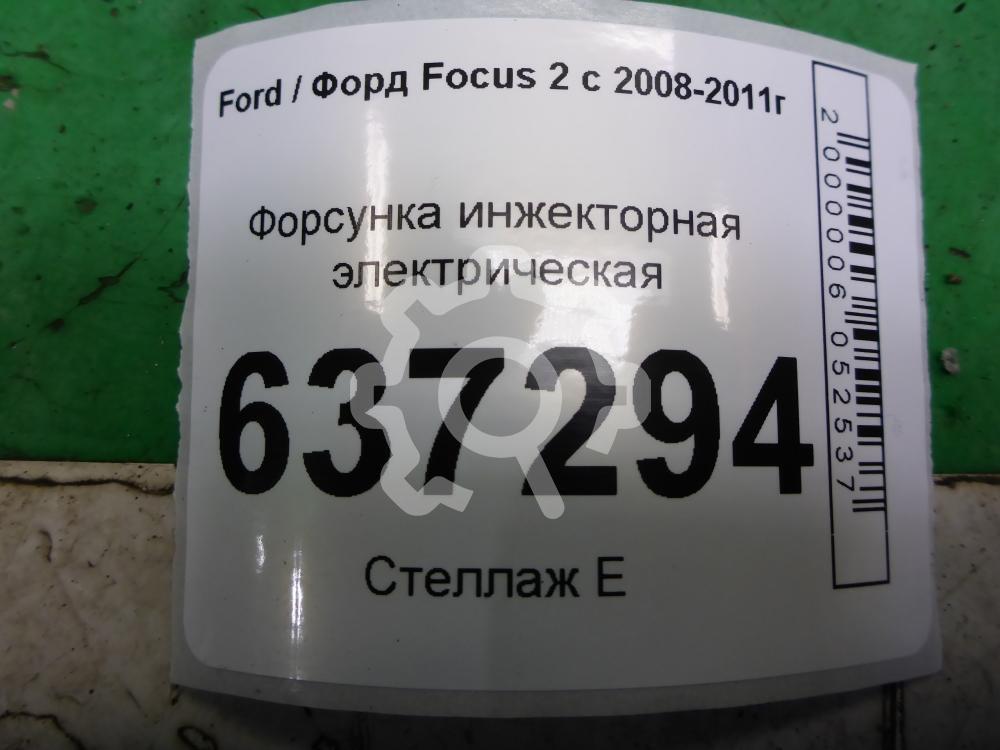 Ford / Форд Focus 2 с 2008-2011г
Форсунка инжекторная
электрическая
637294
Стеллаж Е
2000006052537